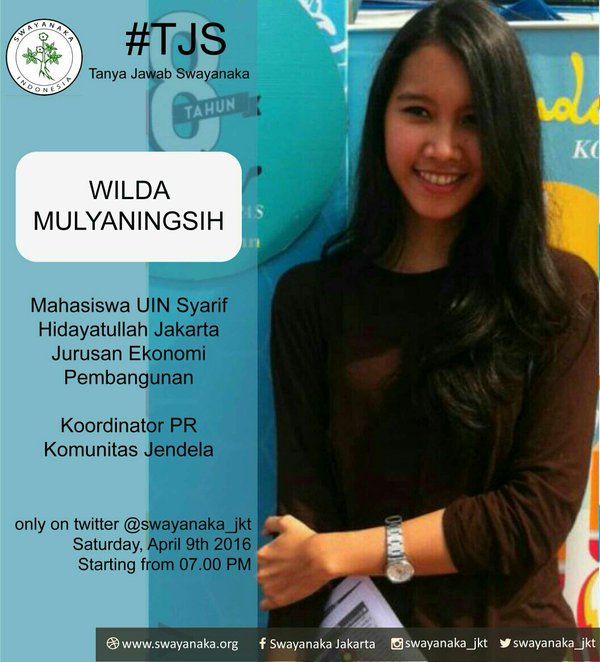 SWAYANAKA
INDONESIA
#TJS
Tanya Jawab Swayanaka
8
TAHUN
WILDA
MULYANINGSIH
Mahasiswa UIN Syarif
Hidayatullah Jakarta
Jurusan Ekonomi
Pembangunan
Koordinator PR
Komunitas Jendela
only on twitter @swayanaka_jkt
Saturday, April 9th 2016
Starting from 07.00 PM
www.swayanaka.org
Swayanaka Jakarta
swayanaka_jkt
swayanaka_jkt